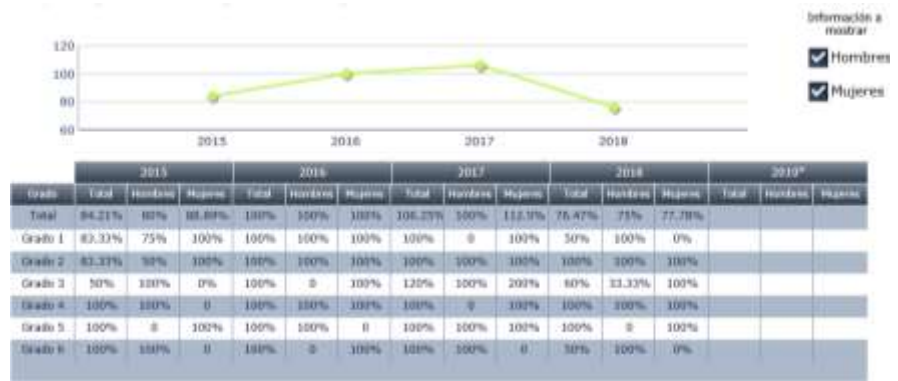 Información a
mostrar
Hombres
Mujeres
120
100
80
60
2015 2016 2017 2018
2015 2016 2017 2018 2019*
Grado Total Hombres Mujeres Total Hombres Mujeres Total Hombres Mujeres Total Hombres Mujeres Total Hombres Mujeres
Total 84.21% 80% 88.89% 100% 100% 100% 106.25% 100% 112.5% 76.47% 75% 77.78%
Grado 1 83.33% 75% 100% 100% 100% 100% 100% 0 100% 50% 100% 0%
Grado 2 83.33% 50% 100% 100% 100% 100% 100% 100% 100% 100% 100% 100%
Grado 3 50% 100% 0% 100% 0 100% 120% 100% 200% 60% 33.33% 100%
Grado 4 100% 100% 0 100% 100% 100% 100% 0 100% 100% 100% 100%
Grado 5 100% 0 100% 100% 100% 0 100% 100% 100% 100% 0 100%
Grado 6 100% 100% 0 100% 0 100% 100% 100% 0 50% 100% 0%